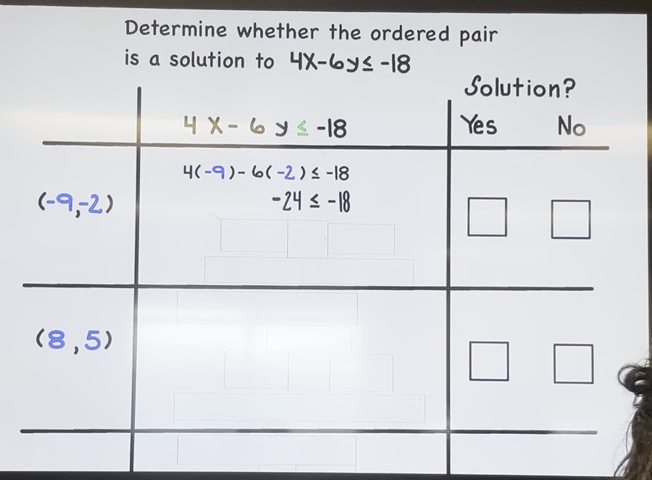 Determine whether the ordered pair
is a solution to 4X-6y≤ -18
Solution?
4 X - 6 y ≤ -18 Yes No
4(-9)-6(-2) ≤ -18
(-9,-2) -24 ≤ -18
(8,5)